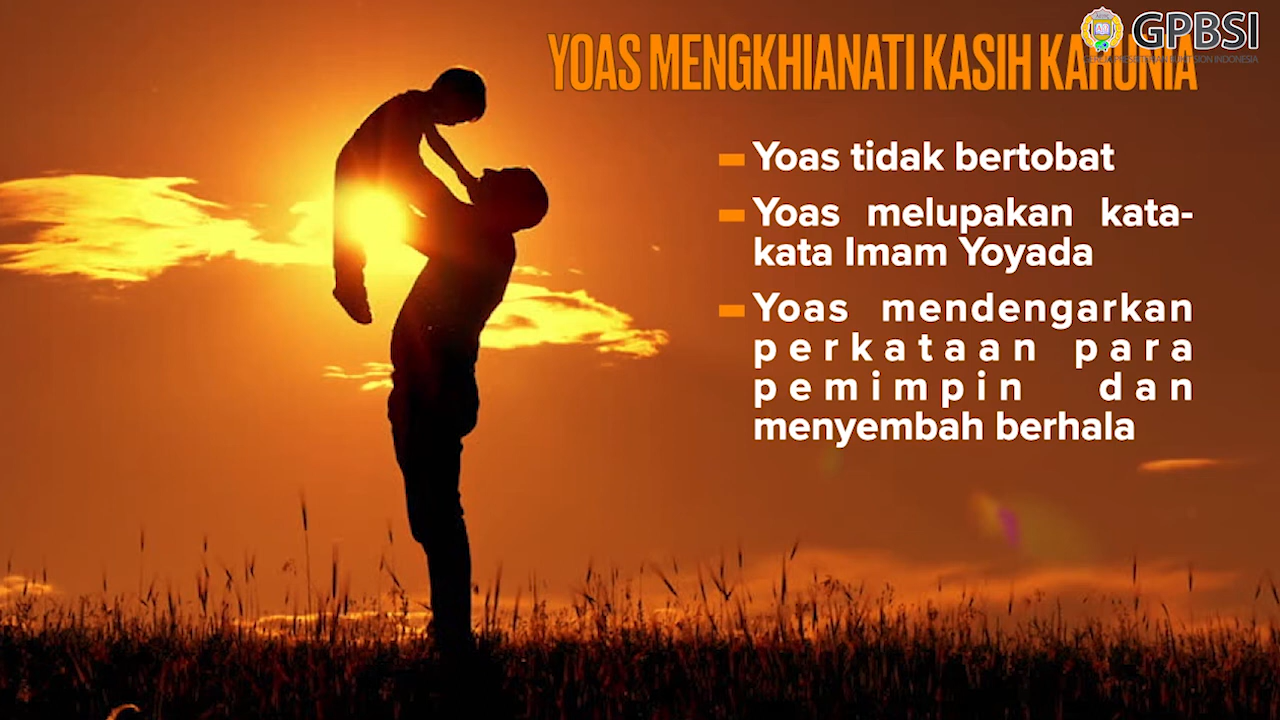 GPBSI
YOAS MENGKHIANATI KASIH KARUNIA
Yoas tidak bertobat
Yoas melupakan kata-
kata Imam Yoyada
Yoas mendengarkan
perkataan para
pemimpin dan
menyembah berhala